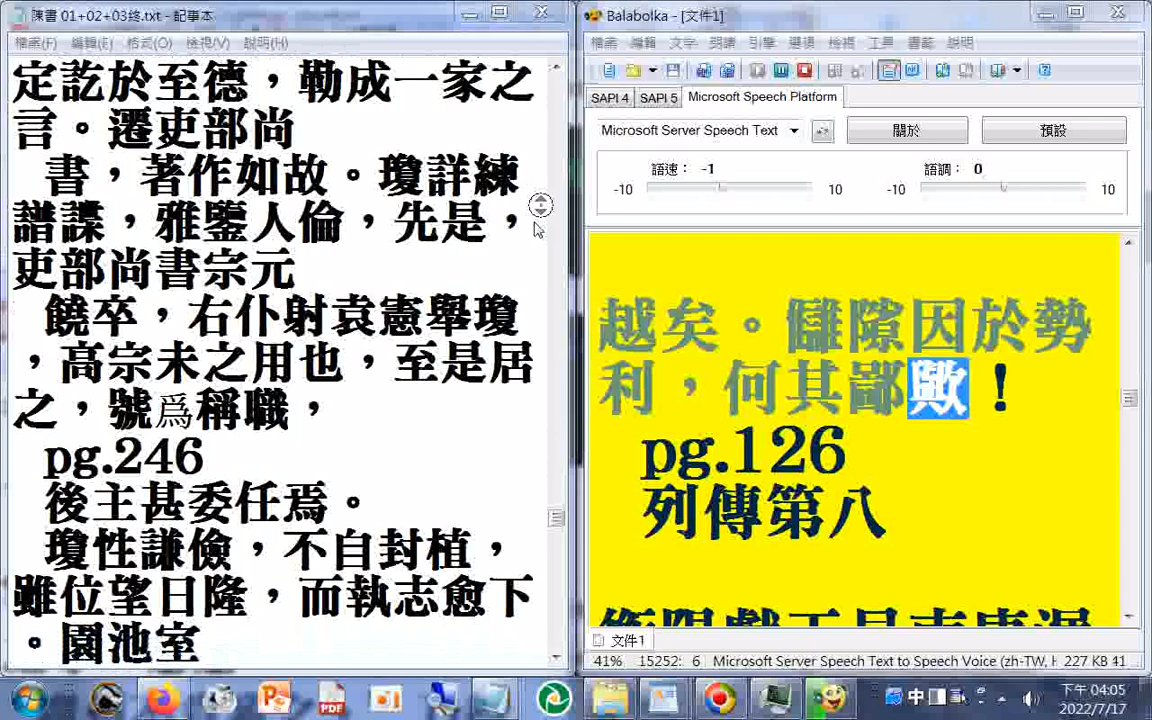 陳書 01+02+03终.txt - 記事本
檔案(F) 編輯(E) 格式(O) 檢視(V) 說明(H)
定訖於至德，勒成一家之
言。遷吏部尚
書，著作如故。瓊詳練
譜諜，雅鑒人倫，先是，
吏部尚書宗元
饒卒，右仆射袁憲舉瓊
，高宗未之用也，至是居
之，號爲稱職，
pg.246
後主甚委任焉。
瓊性謙儉，不自封植，
雖位望日隆，而執志愈下
。園池室
Balabolka - [文件1]
檔案 編輯 文字 朗讀 引擎 選項 檢視 工具 書籤 說明
SAPI 4 SAPI 5 Microsoft Speech Platform
Microsoft Server Speech Text 關於 預設
語速： -1 語調： 0
-10 10 -10 10
越矣。讎隙因於勢
利，何其鄙歟！
pg.126
列傳第八
文件1
41% 15252: 6 Microsoft Server Speech Text to Speech Voice (zh-TW, H 227 KB 41
中
下午 04:05
2022/7/17